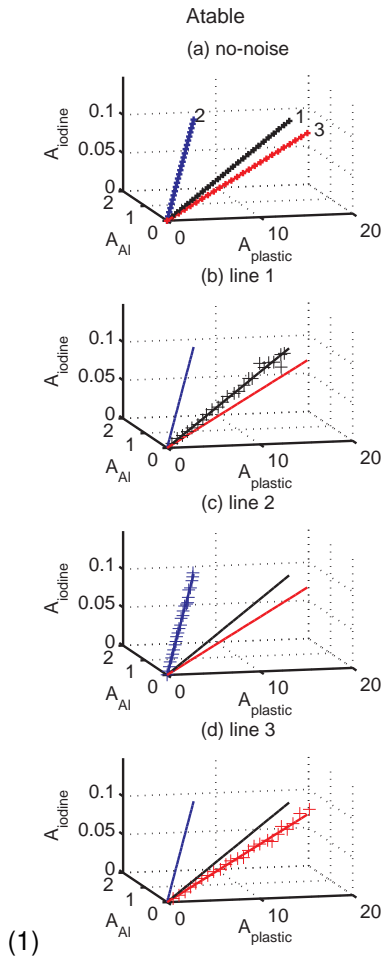 Atable
(a) no-noise
0.1
0.05
0
2
1
0
A_iodine
A_Al
0
10
20
A_plastic
2
1
3
(b) line 1
0.1
0.05
0
2
1
0
A_iodine
A_Al
0
10
20
A_plastic
(c) line 2
0.1
0.05
0
2
1
0
A_iodine
A_Al
0
10
20
A_plastic
(d) line 3
0.1
0.05
0
2
1
0
A_iodine
A_Al
0
10
20
A_plastic
(1)